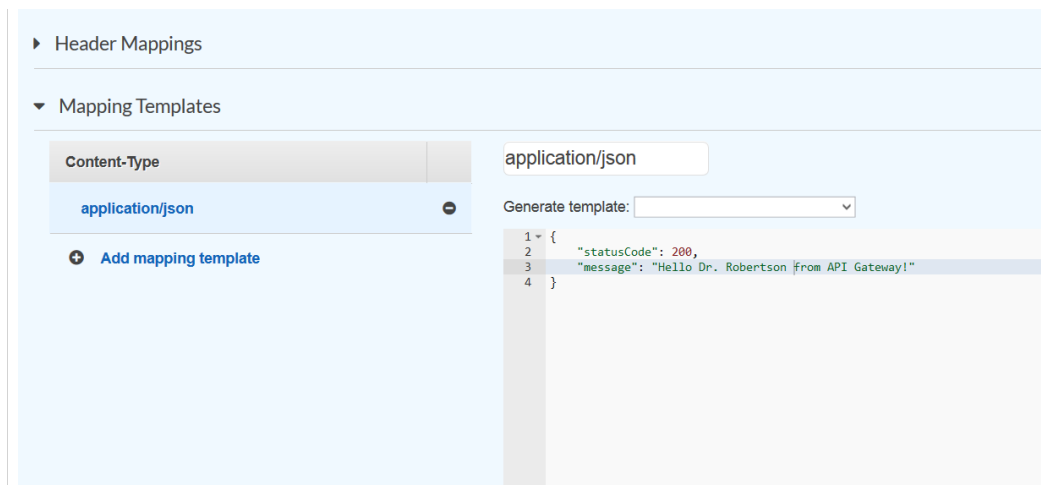 Header Mappings
Mapping Templates
Content-Type
application/json
Add mapping template
application/json
Generate template:
1 {
2 "statusCode": 200,
3 "message": "Hello Dr. Robertson from API Gateway!"
4 }